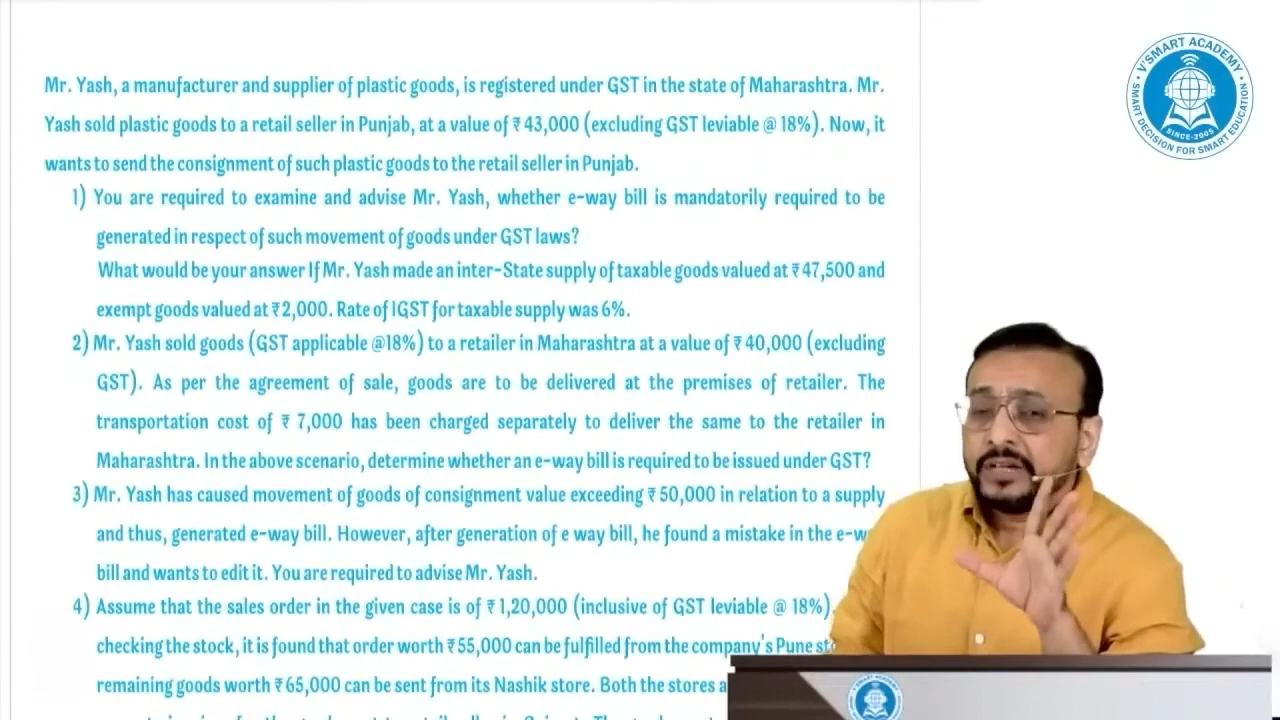 Mr. Yash, a manufacturer and supplier of plastic goods, is registered under GST in the state of Maharashtra. Mr.
Yash sold plastic goods to a retail seller in Punjab, at a value of ₹ 43,000 (excluding GST leviable @ 18%). Now, it
wants to send the consignment of such plastic goods to the retail seller in Punjab.
1) You are required to examine and advise Mr. Yash, whether e-way bill is mandatorily required to be
generated in respect of such movement of goods under GST laws?
What would be your answer If Mr. Yash made an inter-State supply of taxable goods valued at ₹ 47,500 and
exempt goods valued at ₹ 2,000. Rate of IGST for taxable supply was 6%.
2) Mr. Yash sold goods (GST applicable @18%) to a retailer in Maharashtra at a value of ₹ 40,000 (excluding
GST). As per the agreement of sale, goods are to be delivered at the premises of retailer. The
transportation cost of ₹ 7,000 has been charged separately to deliver the same to the retailer in
Maharashtra. In the above scenario, determine whether an e-way bill is required to be issued under GST?
3) Mr. Yash has caused movement of goods of consignment value exceeding ₹ 50,000 in relation to a supply
and thus, generated e-way bill. However, after generation of e way bill, he found a mistake in the
bill and wants to edit it. You are required to advise Mr. Yash.
4) Assume that the sales order in the given case is of ₹ 1,20,000 (inclusive of GST leviable @ 18%).
checking the stock, it is found that order worth ₹ 55,000 can be fulfilled from the company's Pune
remaining goods worth ₹ 65,000 can be sent from its Nashik store. Both the stores
V'SMART ACADEMY
SINCE-2005
SMART DECISION FOR SMART EDUCATION